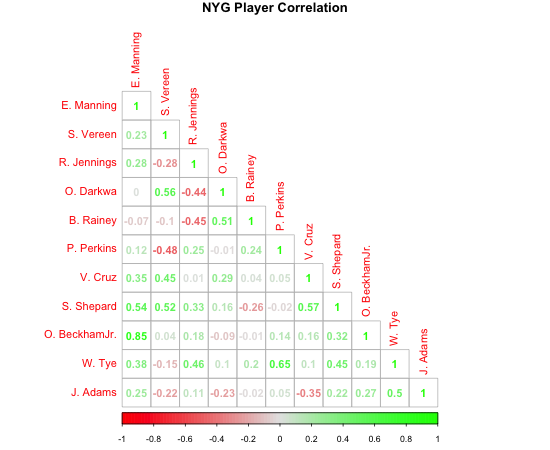 NYG Player Correlation
E. Manning
S. Vereen
R. Jennings
O. Darkwa
B. Rainey
P. Perkins
V. Cruz
S. Shepard
O. BeckhamJr.
W. Tye
J. Adams
E. Manning 1
S. Vereen 0.23 1
R. Jennings 0.28 -0.28 1
O. Darkwa 0 0.56 -0.44 1
B. Rainey -0.07 -0.1 -0.45 0.51 1
P. Perkins 0.12 -0.48 0.25 -0.01 0.24 1
V. Cruz 0.35 0.45 0.01 0.29 0.04 0.05 1
S. Shepard 0.54 0.52 0.33 0.16 -0.26 -0.02 0.57 1
O. BeckhamJr. 0.85 0.04 0.18 -0.09 -0.01 0.14 0.16 0.32 1
W. Tye 0.38 -0.15 0.46 0.1 0.2 0.65 0.1 0.45 0.19 1
J. Adams 0.25 -0.22 0.11 -0.23 -0.02 0.05 -0.35 0.22 0.27 0.5 1
-1 -0.8 -0.6 -0.4 -0.2 0 0.2 0.4 0.6 0.8 1